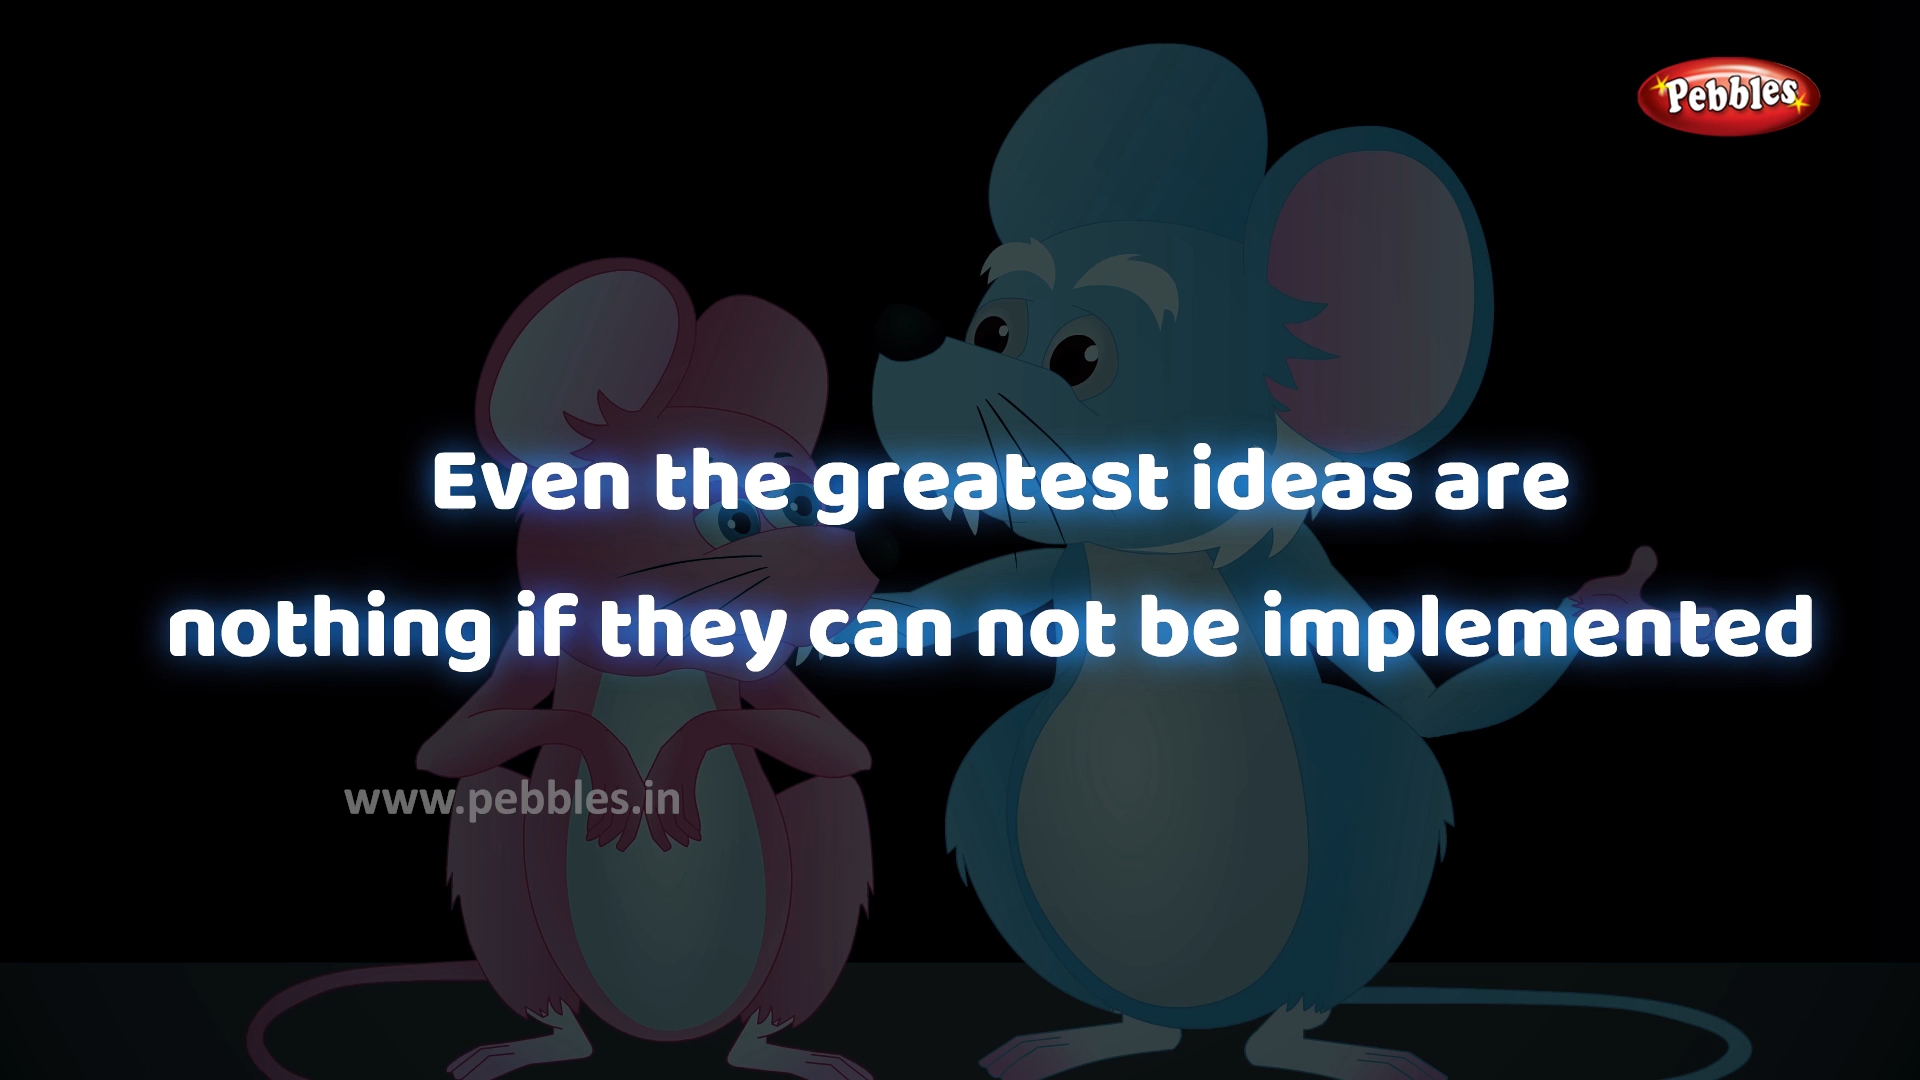 Pebbles
Even the greatest ideas are
nothing if they can not be implemented
www.pebbles.in